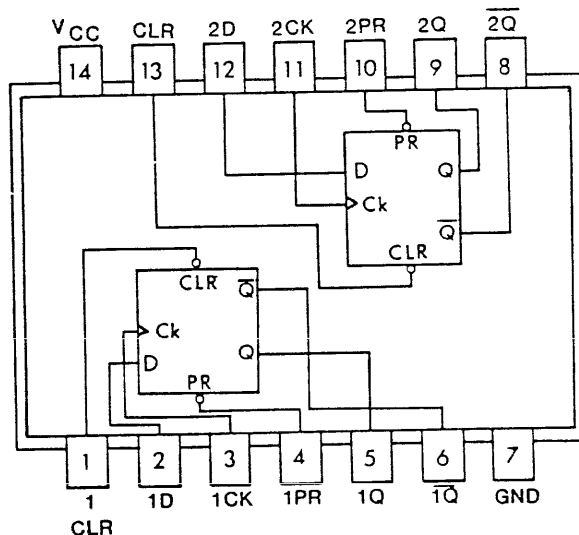 VCC CLR 2D 2CK 2PR 2Q 2Q
14 13 12 11 10 9 8
PR
D Q
Ck
Q
CLR
CLR Q
Ck
D Q
PR
1 2 3 4 5 6 7
1 1D 1CK 1PR 1Q 1Q GND
CLR